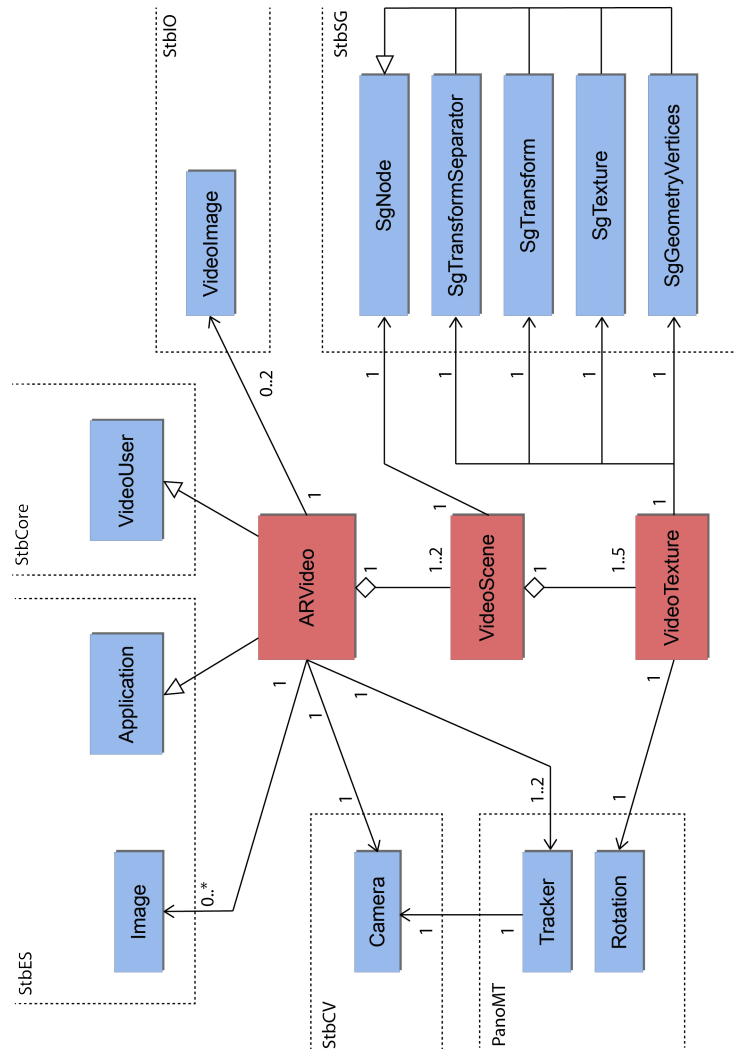 StbES
StbCore
StbIO
Image
Application
VideoUser
VideoImage
0..*
0..2
1
1
ARVideo
1
StbCV
StbSG
1
1
1
1
Camera
SgNode
1
1..2
1
1
SgTransformSeparator
VideoScene
PanoMT
1
1
SgTransform
1..2
1
Tracker
1
SgTexture
Rotation
1
1..5
1
1
1
VideoTexture
SgGeometryVertices